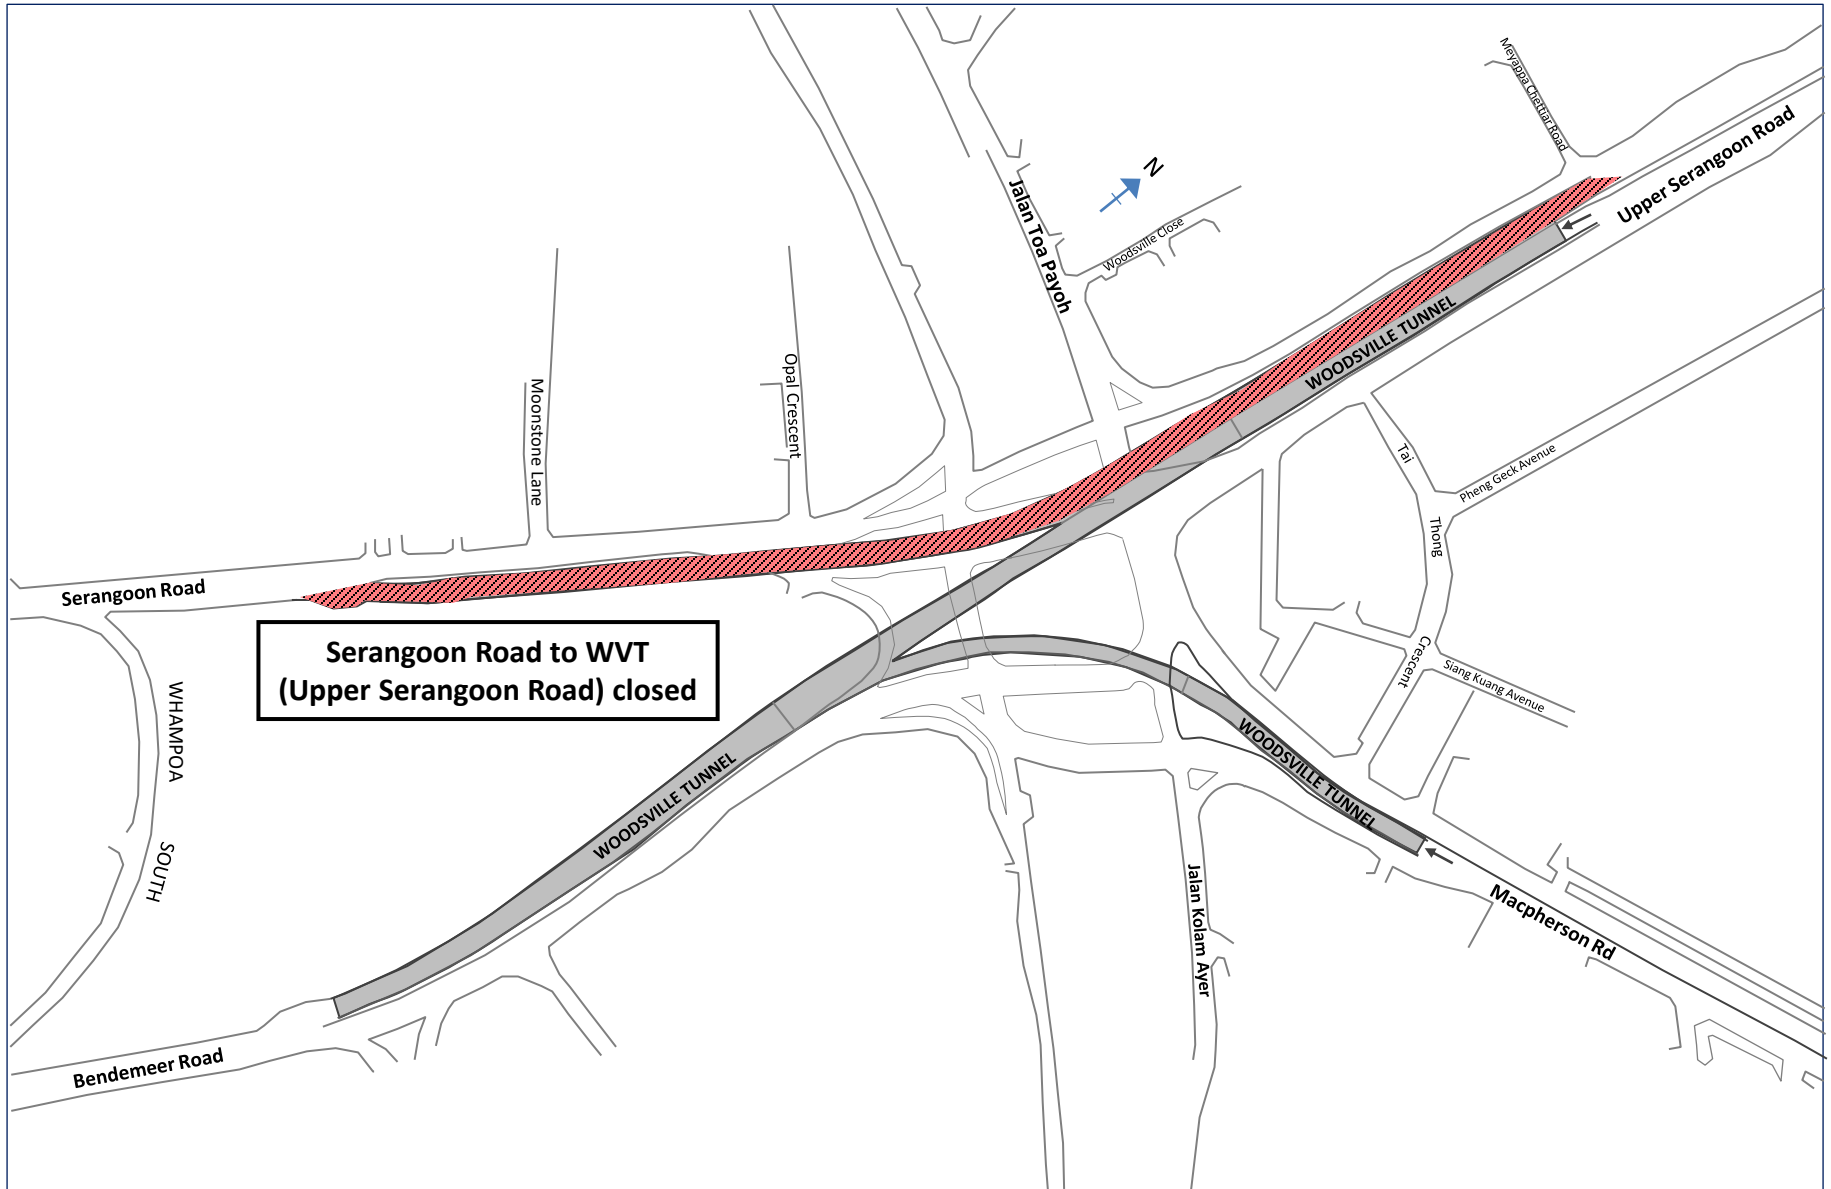 Meyappa Chettiar Road
Upper Serangoon Road
N
Jalan Toa Payoh
Woodsville Close
WOODSVILLE TUNNEL
Opal Crescent
Moonstone Lane
Tai
Thong
Crescent
Pheng Geck Avenue
Serangoon Road
Serangoon Road to WVT
(Upper Serangoon Road) closed
Siang Kuang Avenue
WHAMPOA
SOUTH
WOODSVILLE TUNNEL
WOODSVILLE TUNNEL
Jalan Kolam Ayer
Macpherson Rd
Bendemeer Road